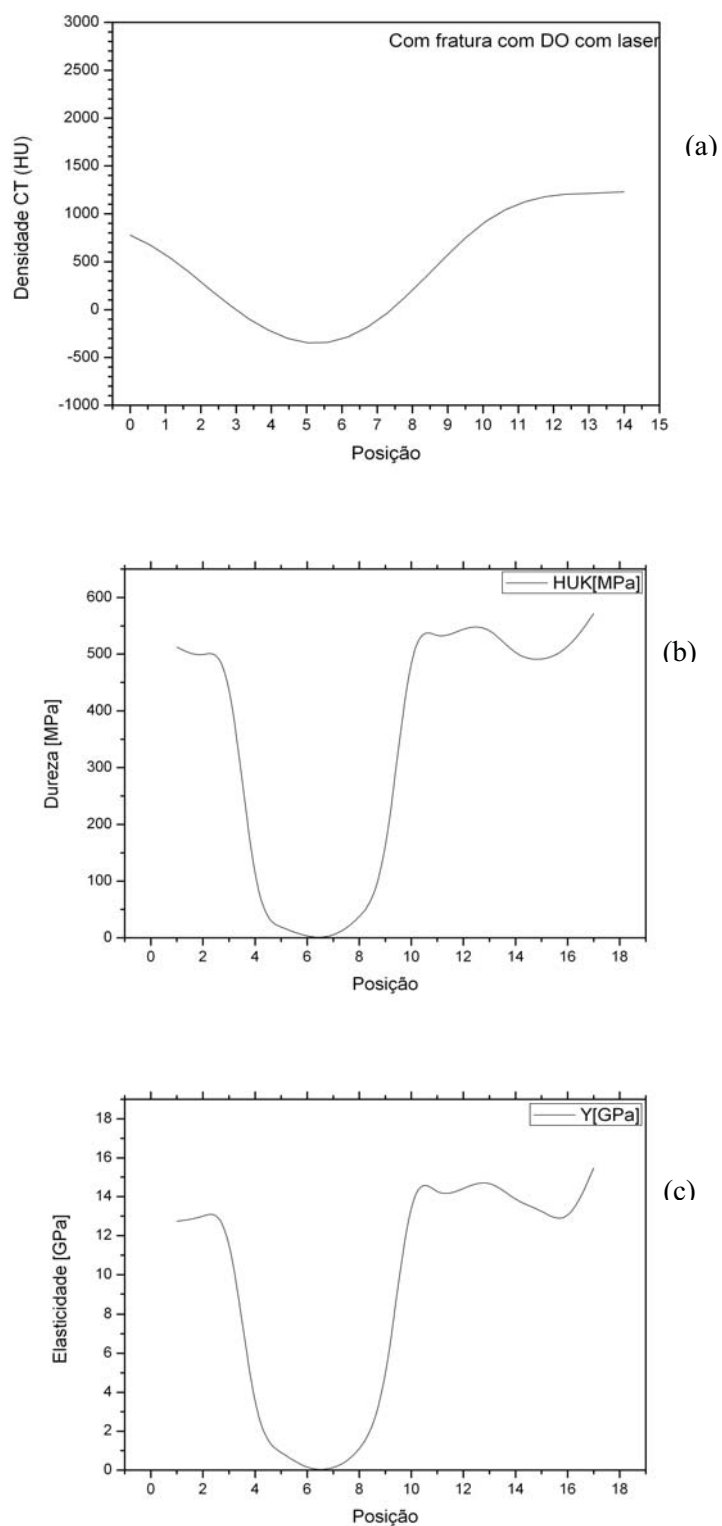 Com fratura com DO com laser
3000
2500
2000
1500
1000
500
0
-500
-1000
Densidade CT (HU)
0 1 2 3 4 5 6 7 8 9 10 11 12 13 14 15
Posição
(a)
HUK[MPa]
600
500
400
300
200
100
0
Dureza [MPa]
0 2 4 6 8 10 12 14 16 18
Posição
(b)
Y[GPa]
18
16
14
12
10
8
6
4
2
0
Elasticidade [GPa]
0 2 4 6 8 10 12 14 16 18
Posição
(c)